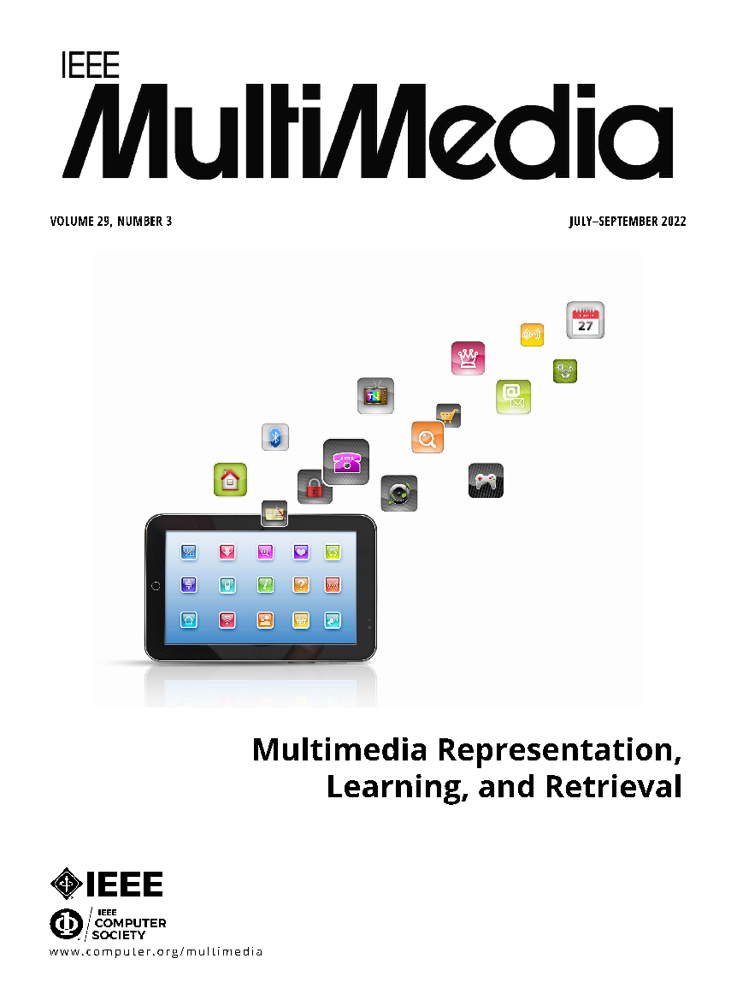 IEEE
MultiMedia
VOLUME 29, NUMBER 3
JULY–SEPTEMBER 2022
27
@
Multimedia Representation,
Learning, and Retrieval
IEEE
IEEE
COMPUTER
SOCIETY
www.computer.org/multimedia